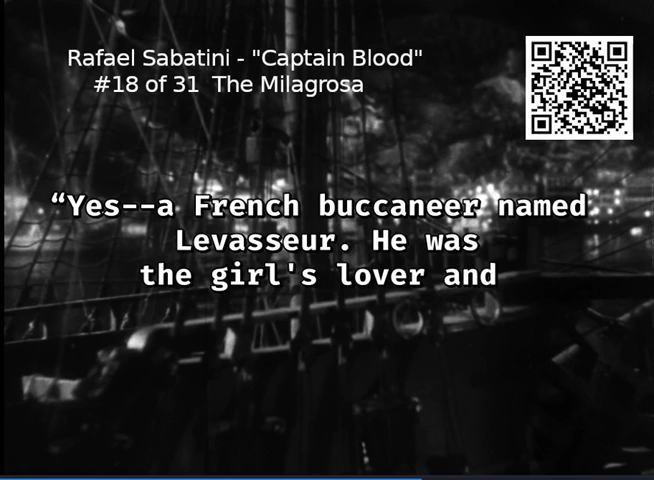 Rafael Sabatini - "Captain Blood"
#18 of 31  The Milagrosa
“Yes--a French buccaneer named
Levasseur. He was
the girl's lover and